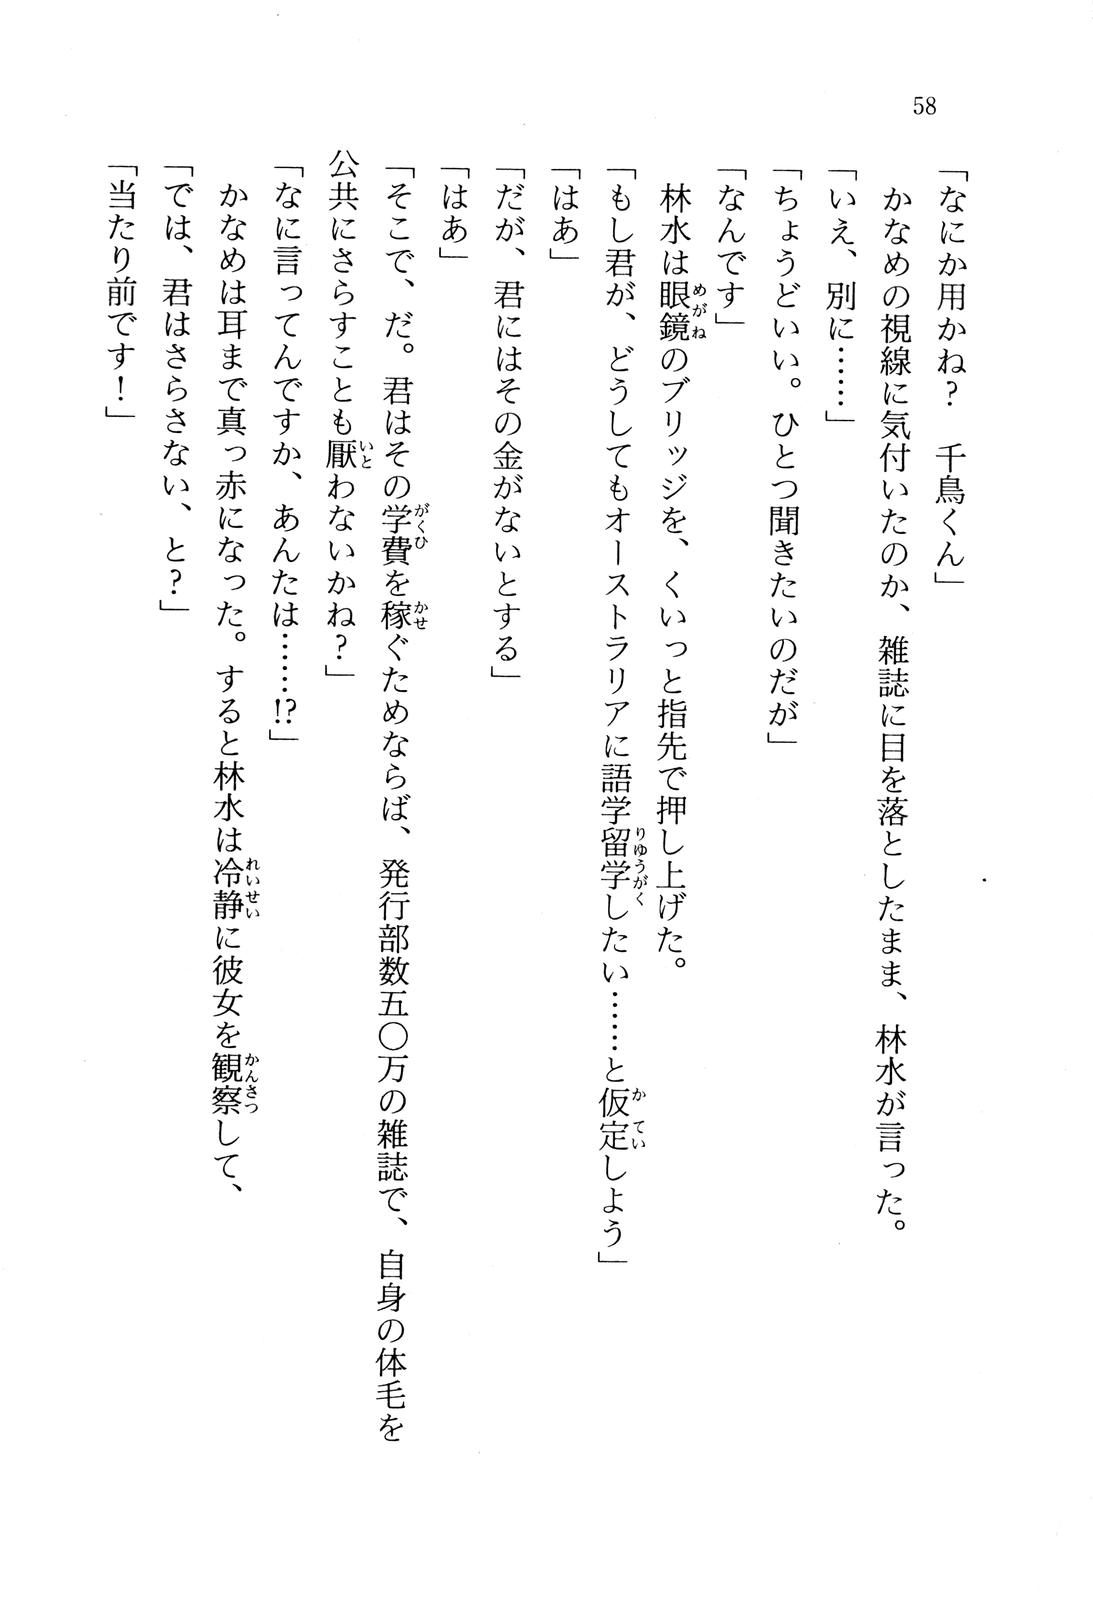 58
「なにか用かね？　千鳥くん」
　かなめの視線に気付いたのか、雑誌に目を落としたまま、林水が言った。
「いえ、別に……」
「ちょうどいい。ひとつ聞きたいのだが」
「なんです」
　林水は眼鏡のブリッジを、くいっと指先で押し上げた。
「もし君が、どうしてもオーストラリアに語学留学したい……と仮定しよう」
「はあ」
「だが、君にはその金がないとする」
「はあ」
「そこで、だ。君はその学費を稼ぐためならば、発行部数五〇万の雑誌で、自身の体毛を
公共にさらすことも厭わないかね？」
「なに言ってんですか、あんたは……!?」
　かなめは耳まで真っ赤になった。すると林水は冷静に彼女を観察して、
「では、君はさらさない、と？」
「当たり前です！」